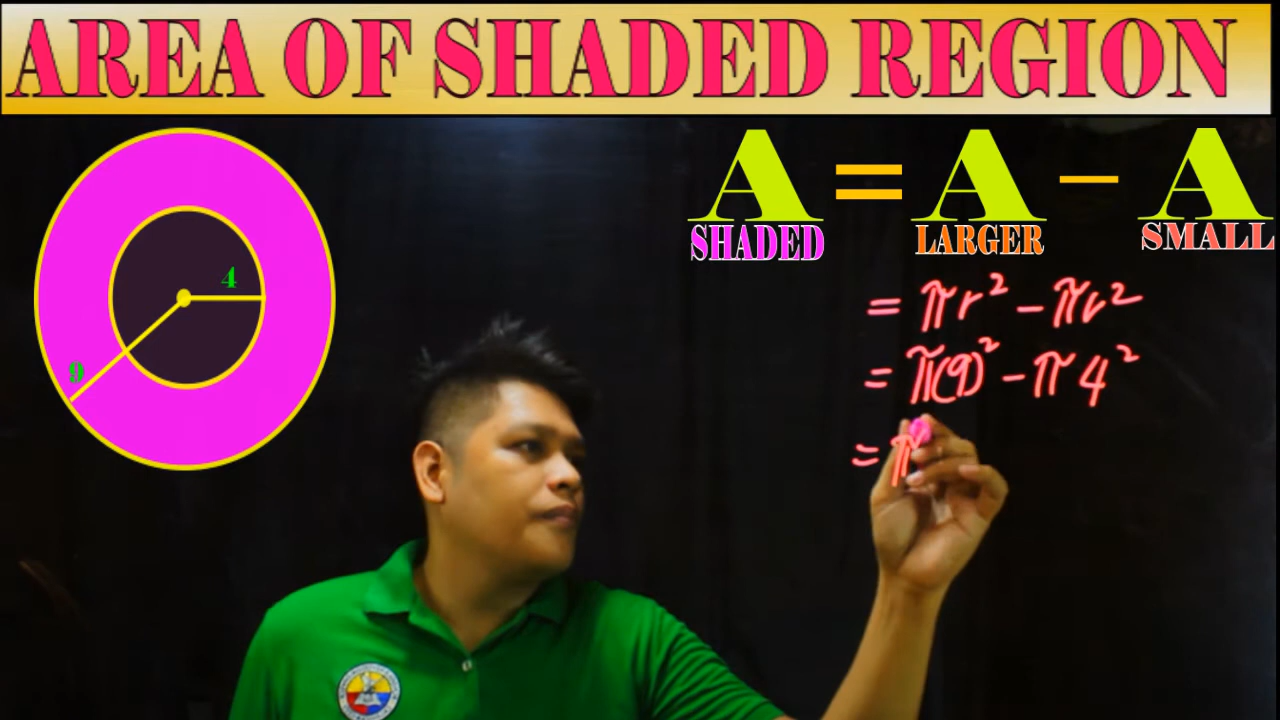 AREA OF SHADED REGION
A = A - A
SHADED LARGER SMALL
4
9
= πr² - πr²
= π(9)² - π4²
= π